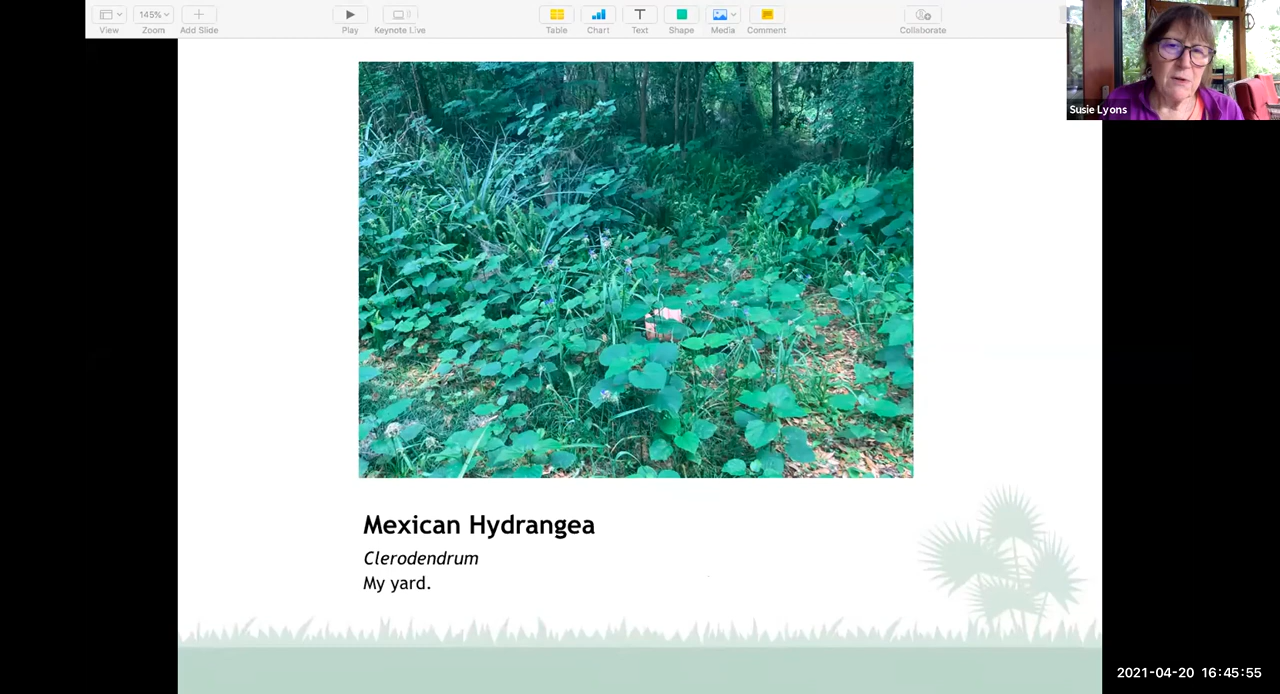 145%
View
Zoom
Add Slide
Play
Keynote Live
Table
Chart
Text
Shape
Media
Comment
Collaborate
Susie Lyons
Mexican Hydrangea
Clerodendrum
My yard.
2021-04-20 16:45:55